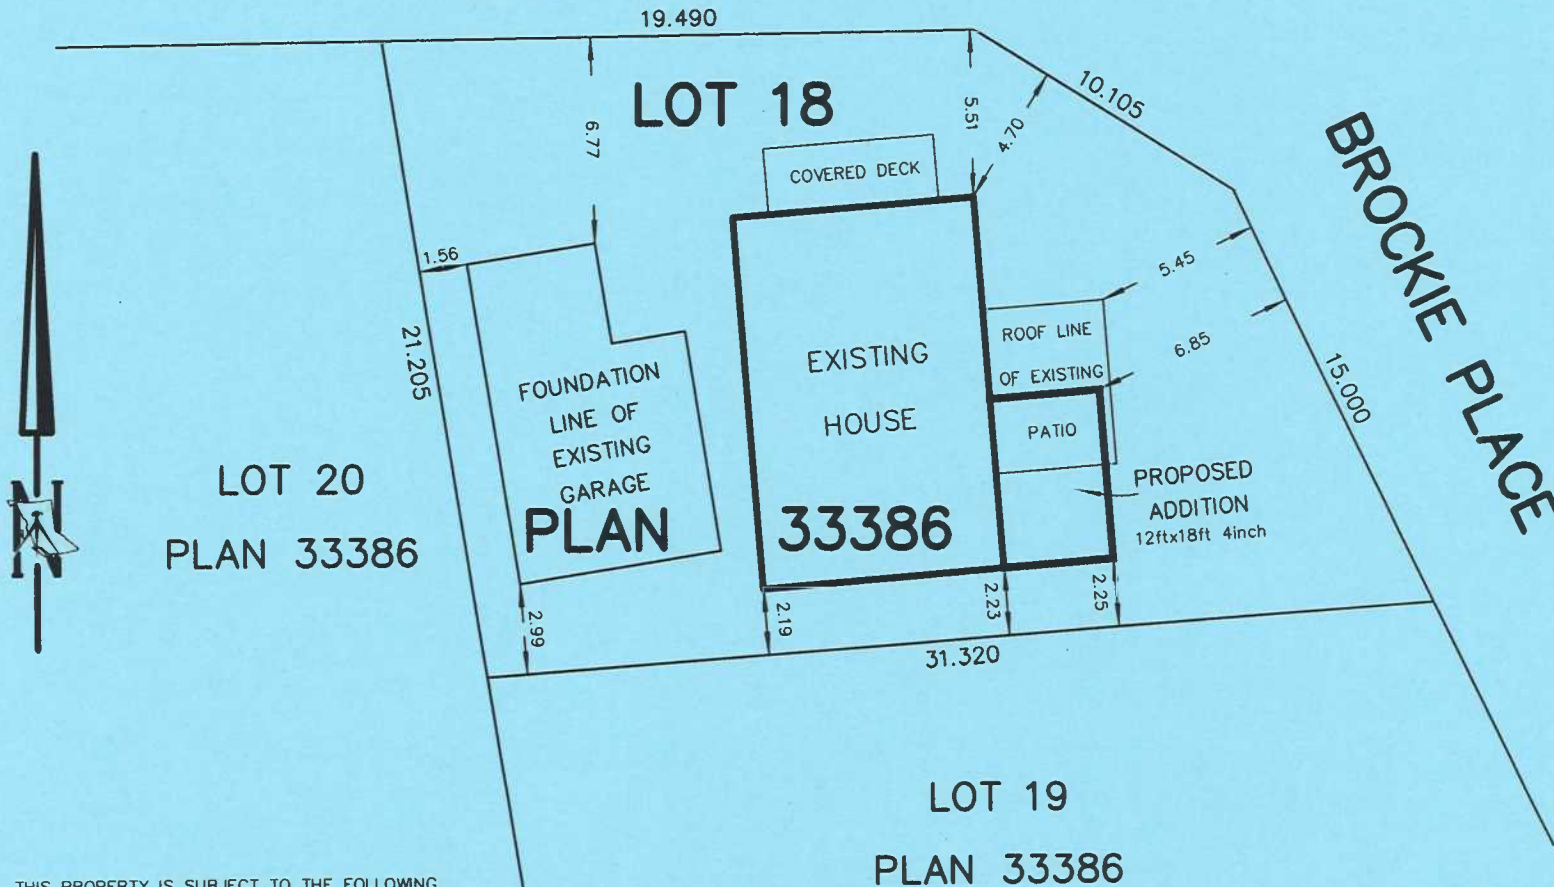 19.490
10.105
LOT 18
6.77
5.51
4.70
BROCKIE PLACE
COVERED DECK
1.56
5.45
21.205
ROOF LINE
OF EXISTING
6.85
15.000
EXISTING
HOUSE
FOUNDATION
LINE OF
EXISTING
GARAGE
PATIO
PROPOSED
ADDITION
12ftx18ft 4inch
LOT 20
PLAN 33386
PLAN 33386
N
2.99
2.19
2.23
2.25
31.320
LOT 19
PLAN 33386
THIS PROPERTY IS SUBJECT TO THE FOLLOWING